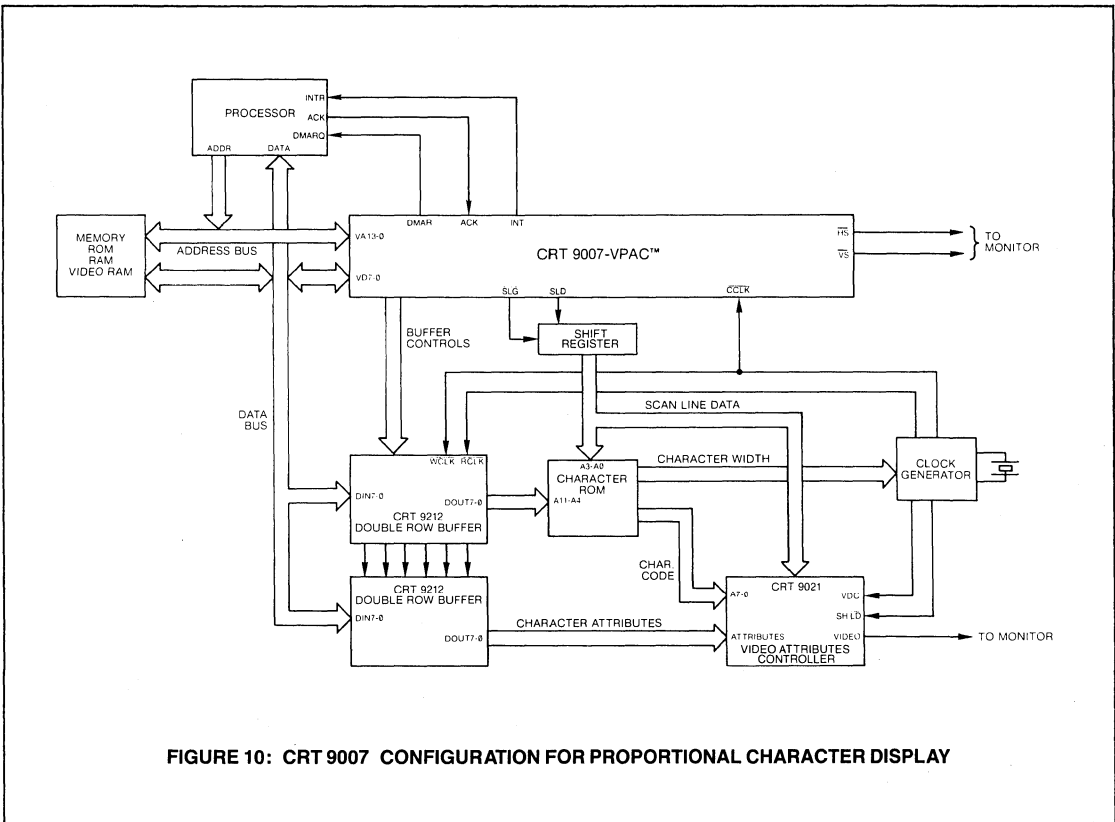 PROCESSOR
INTR
ACK
DMARQ
ADDR
DATA
MEMORY
ROM
RAM
VIDEO RAM
ADDRESS BUS
VA13-0
VD7-0
DMAR
ACK
INT
CRT 9007-VPAC™
HS
VS
TO
MONITOR
SLG
SLD
CCLK
SHIFT
REGISTER
BUFFER
CONTROLS
DATA
BUS
SCAN LINE DATA
WCLK
RCLK
DIN7-0
DOUT7-0
CRT 9212
DOUBLE ROW BUFFER
A3-A0
CHARACTER
ROM
A11-A4
CHARACTER WIDTH
CLOCK
GENERATOR
CHAR.
CODE
CRT 9212
DOUBLE ROW BUFFER
DIN7-0
DOUT7-0
CHARACTER ATTRIBUTES
CRT 9021
A7-0
VDC
SH/LD
ATTRIBUTES
VIDEO
VIDEO ATTRIBUTES
CONTROLLER
TO MONITOR
FIGURE 10: CRT 9007 CONFIGURATION FOR PROPORTIONAL CHARACTER DISPLAY